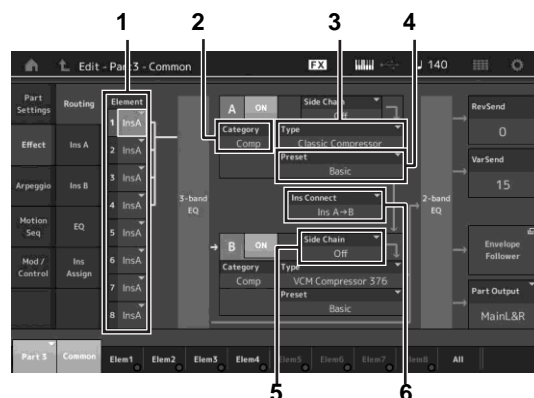 1 2 3 4
Edit - Part3 - Common FX 140
Part Settings
Routing
Element
A ON
Side Chain
Off
RevSend
0
Category
Comp
Type
Classic Compressor
Preset
Basic
1 InsA
2 InsA
3 InsA
4 InsA
5 InsA
6 InsA
7 InsA
8 InsA
Effect
Ins A
VarSend
15
Arpeggio
Ins B
3-band EQ
Ins Connect
Ins A→B
2-band EQ
Motion Seq
EQ
B ON
Side Chain
Off
Envelope Follower
Mod / Control
Ins Assign
Category
Comp
Type
VCM Compressor 376
Preset
Basic
Part Output
MainL&R
Part 3 Common Elem1 Elem2 Elem3 Elem4 Elem5 Elem6 Elem7 Elem8 All
5 6